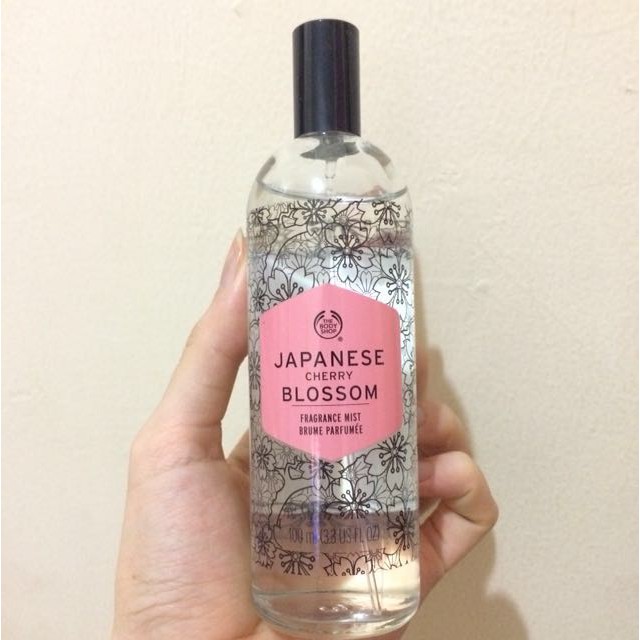 THE
BODY
SHOP
®
JAPANESE
CHERRY
BLOSSOM
FRAGRANCE MIST
BRUME PARFUMÉE
100 ml (3.3 US FL OZ)